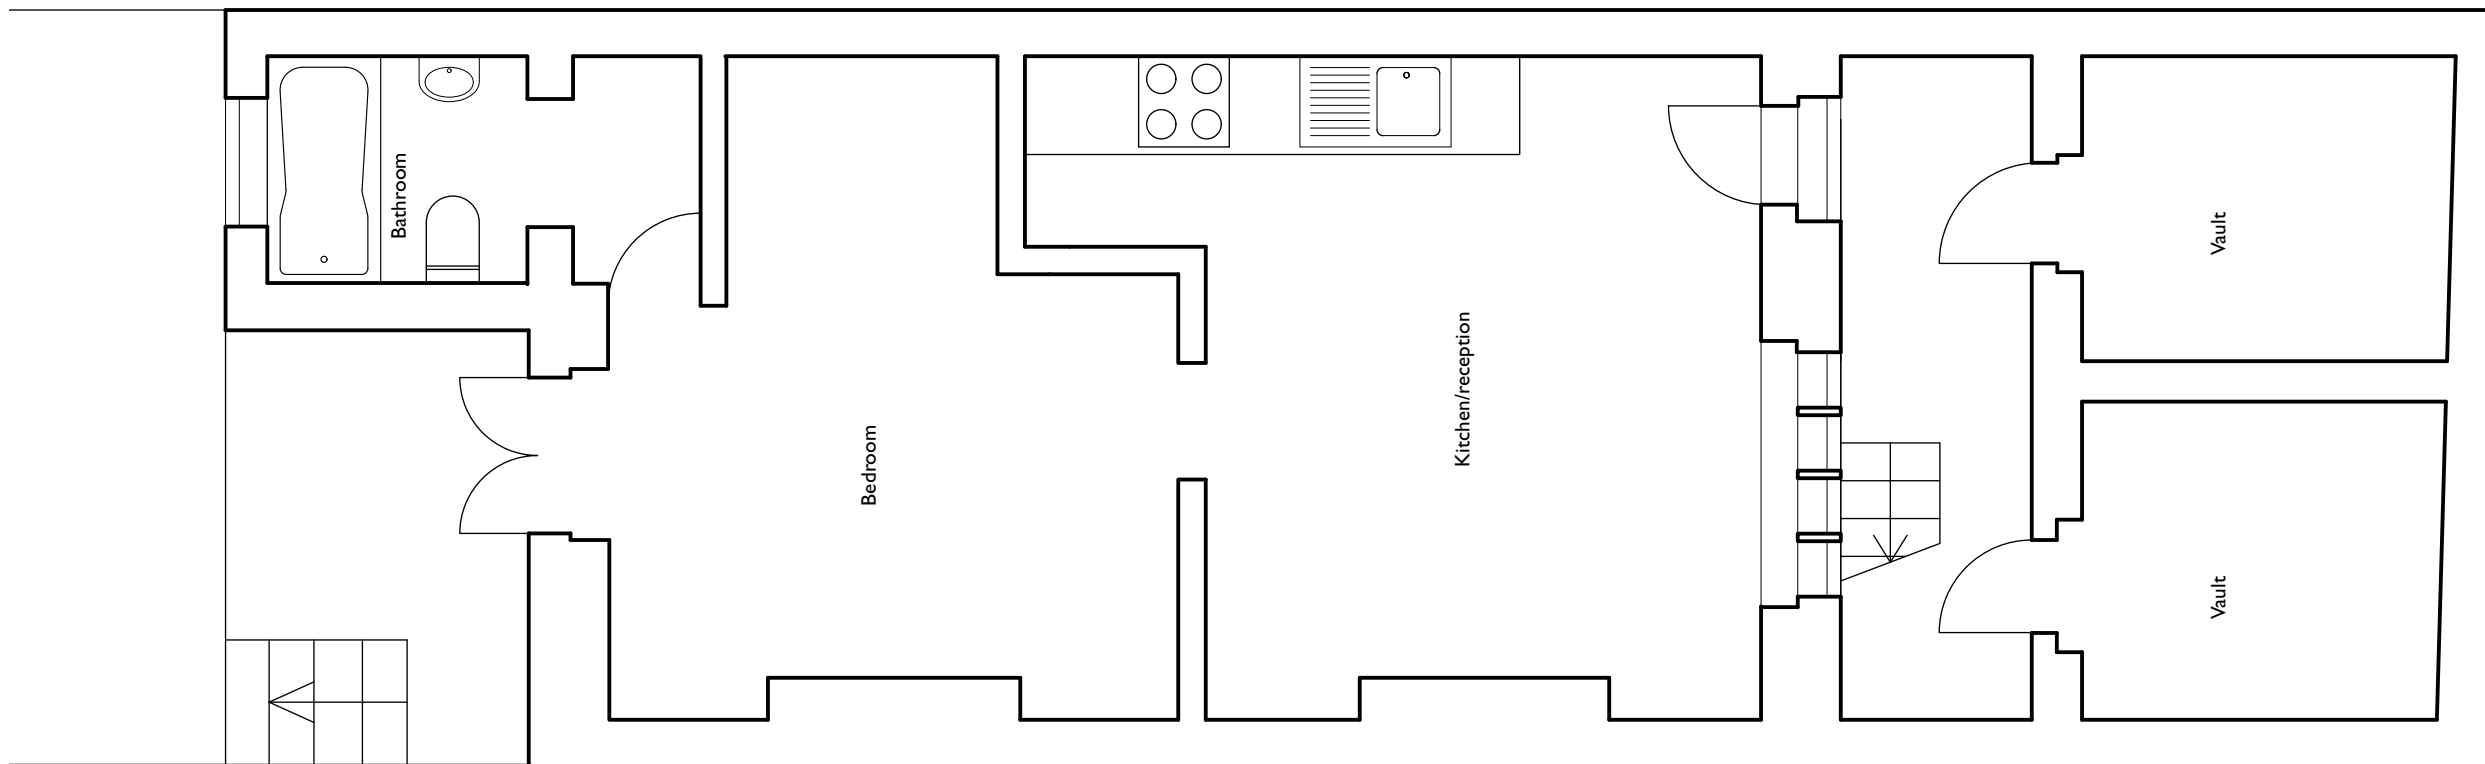 Bathroom
Bedroom
Kitchen/reception
Vault
Vault